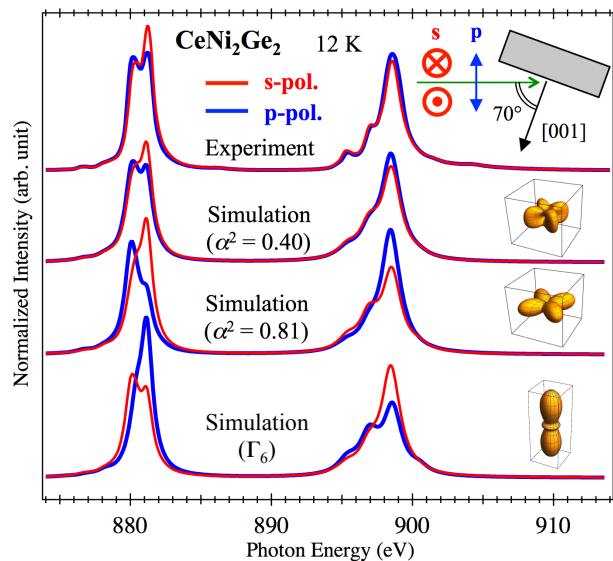 CeNi₂Ge₂ 12 K
s-pol.
p-pol.
Experiment
s p
70°
[001]
Simulation
(α² = 0.40)
Simulation
(α² = 0.81)
Simulation
(Γ₆)
Normalized Intensity (arb. unit)
880 890 900 910
Photon Energy (eV)